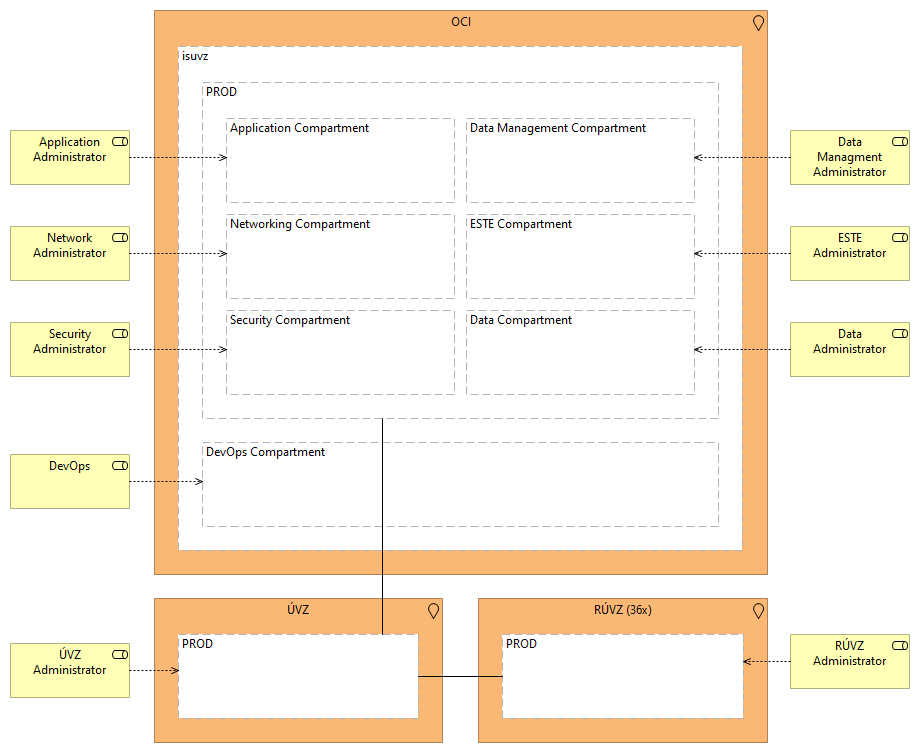 OCI
isuvz
PROD
Application Compartment
Data Management Compartment
Application
Administrator
Data
Managment
Administrator
Networking Compartment
ESTE Compartment
Network
Administrator
ESTE
Administrator
Security Compartment
Data Compartment
Security
Administrator
Data
Administrator
DevOps Compartment
DevOps
ÚVZ
RÚVZ (36x)
PROD
PROD
ÚVZ
Administrator
RÚVZ
Administrator